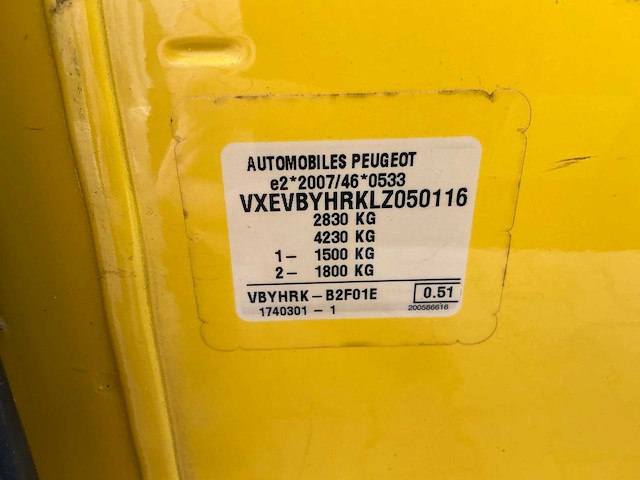 AUTOMOBILES PEUGEOT
e2*2007/46*0533
VXEVBYHRKLZ050116
2830 KG
4230 KG
1- 1500 KG
2- 1800 KG
VBYHRK-B2F01E 0.51
1740301 - 1 200586616